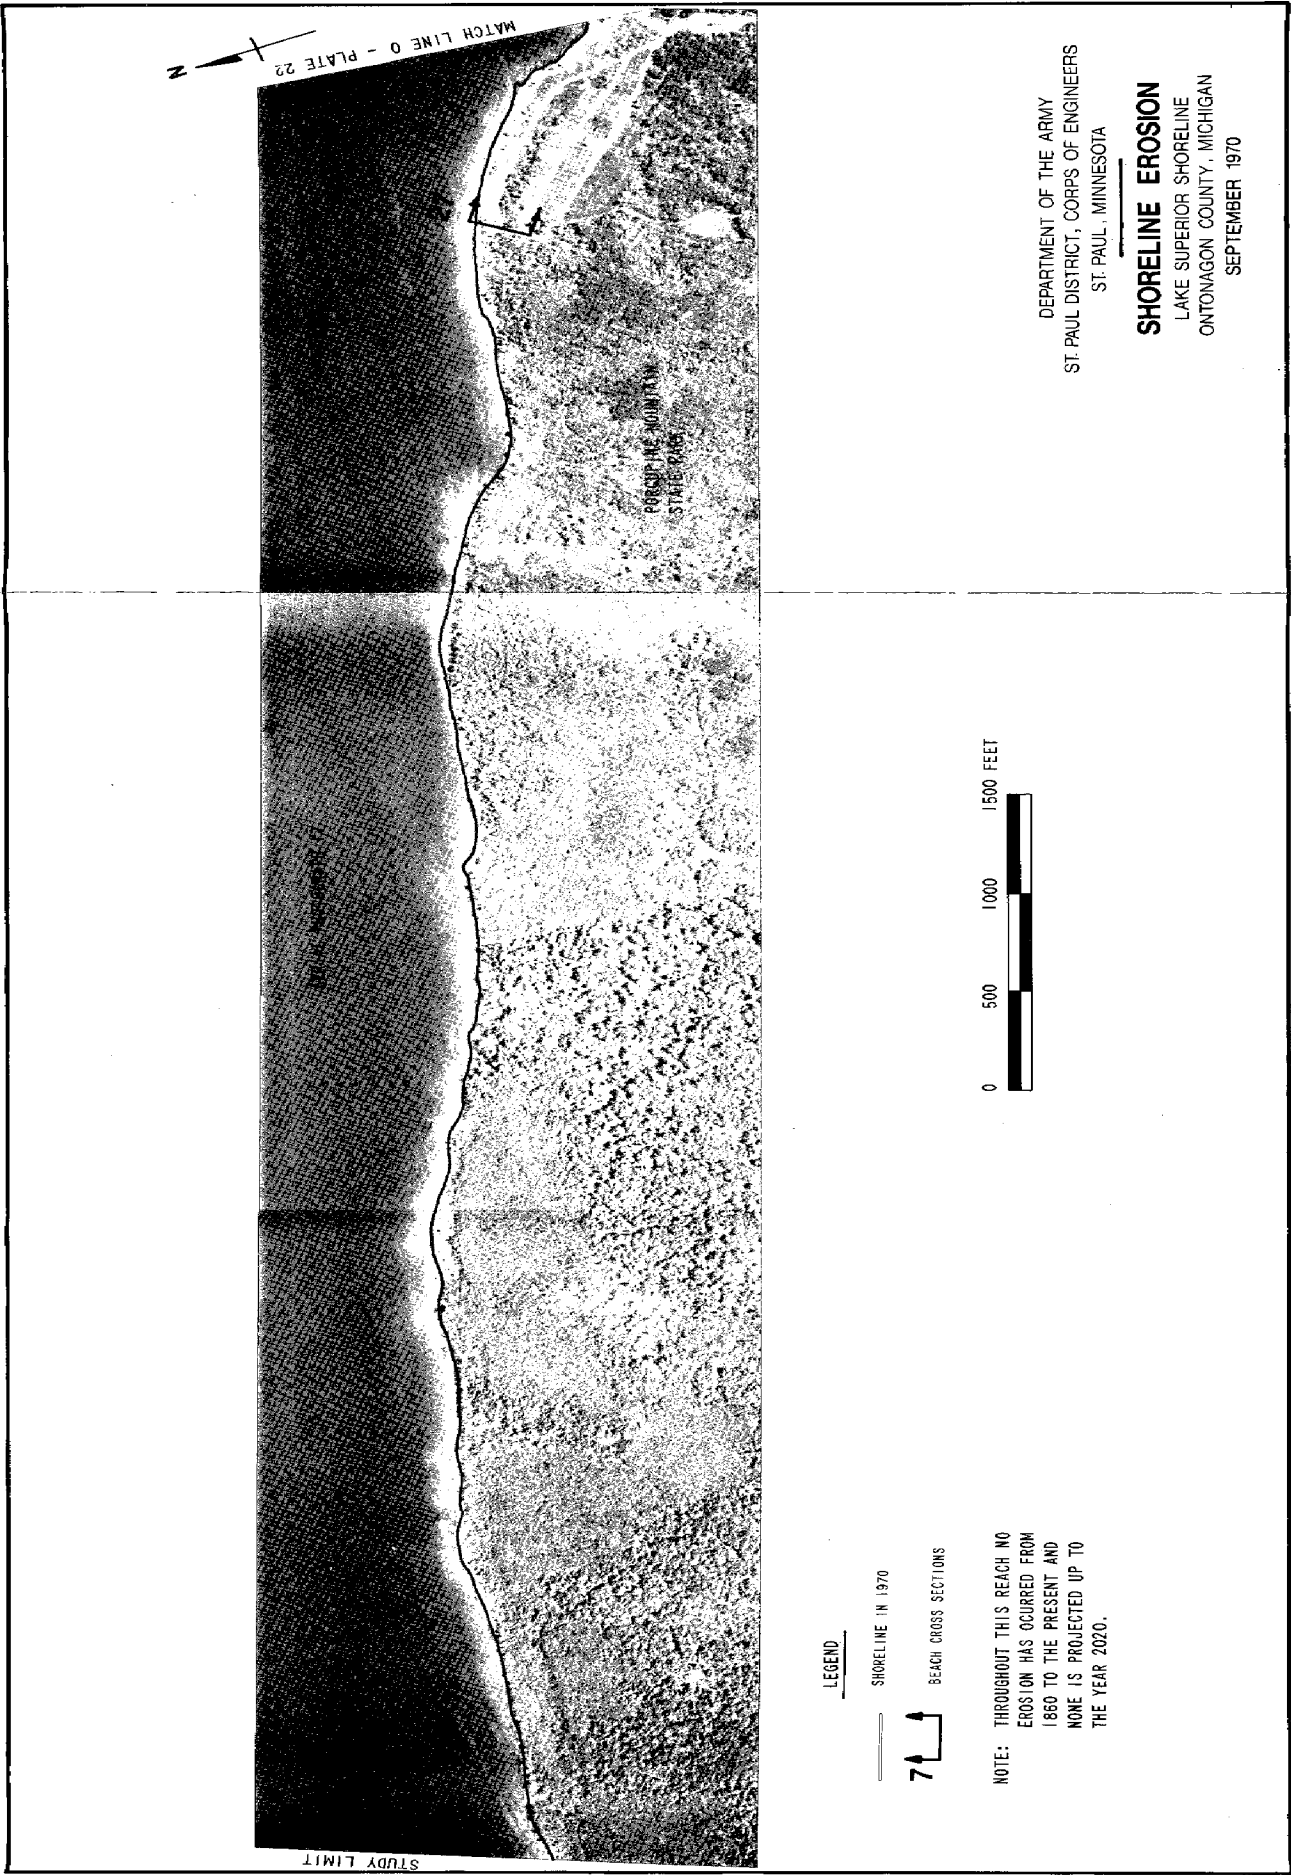 MATCH LINE O - PLATE 22
N
STUDY LIMIT
PORCUPINE MOUNTAIN
STATE PARK
LEGEND
SHORELINE IN 1970
7
BEACH CROSS SECTIONS
NOTE: THROUGHOUT THIS REACH NO
EROSION HAS OCURRED FROM
1860 TO THE PRESENT AND
NONE IS PROJECTED UP TO
THE YEAR 2020.
0 500 1000 1500 FEET
DEPARTMENT OF THE ARMY
ST. PAUL DISTRICT, CORPS OF ENGINEERS
ST. PAUL, MINNESOTA
SHORELINE EROSION
LAKE SUPERIOR SHORELINE
ONTONAGON COUNTY, MICHIGAN
SEPTEMBER 1970